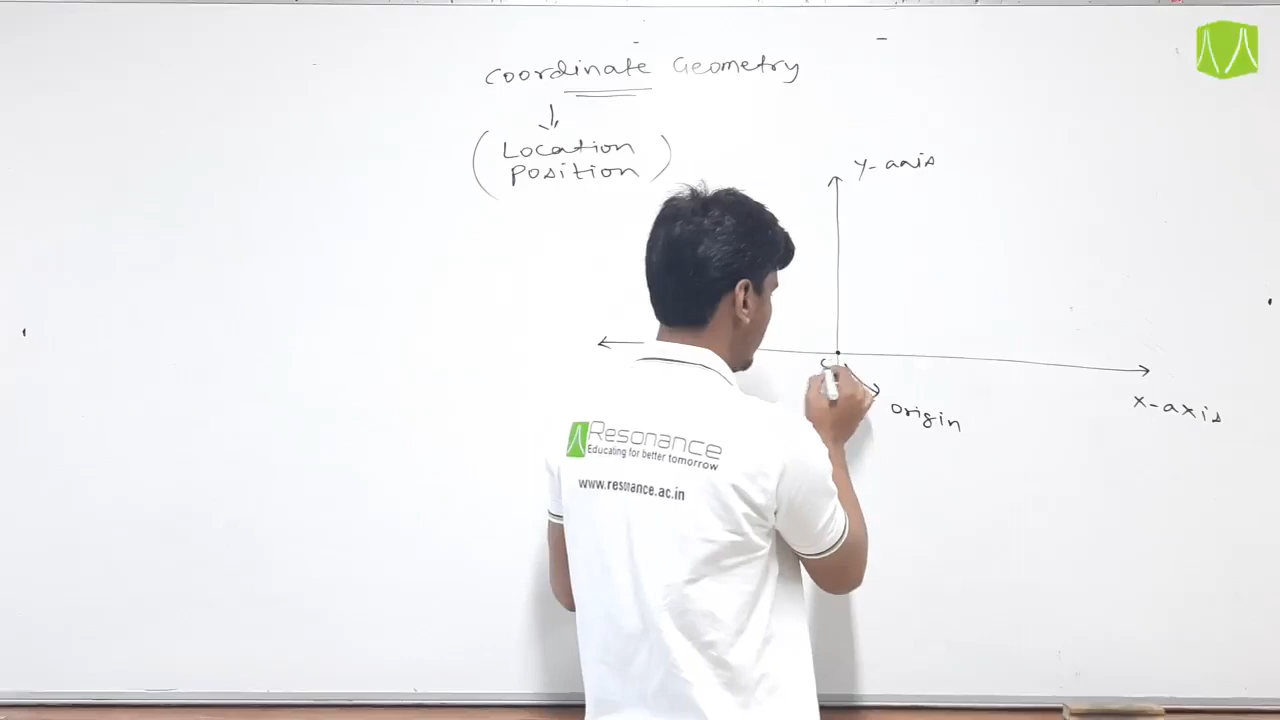 Coordinate Geometry
Location
Position
Y-axis
Origin
X-axis
Resonance
Educating for better tomorrow
www.resonance.ac.in